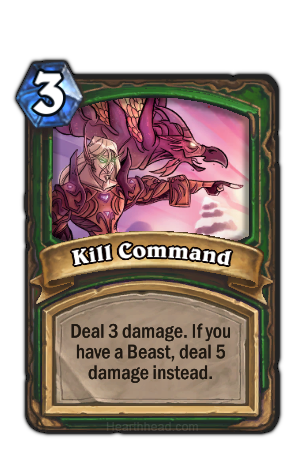 3
Kill Command
Deal 3 damage. If you
have a Beast, deal 5
damage instead.
Hearthhead.com